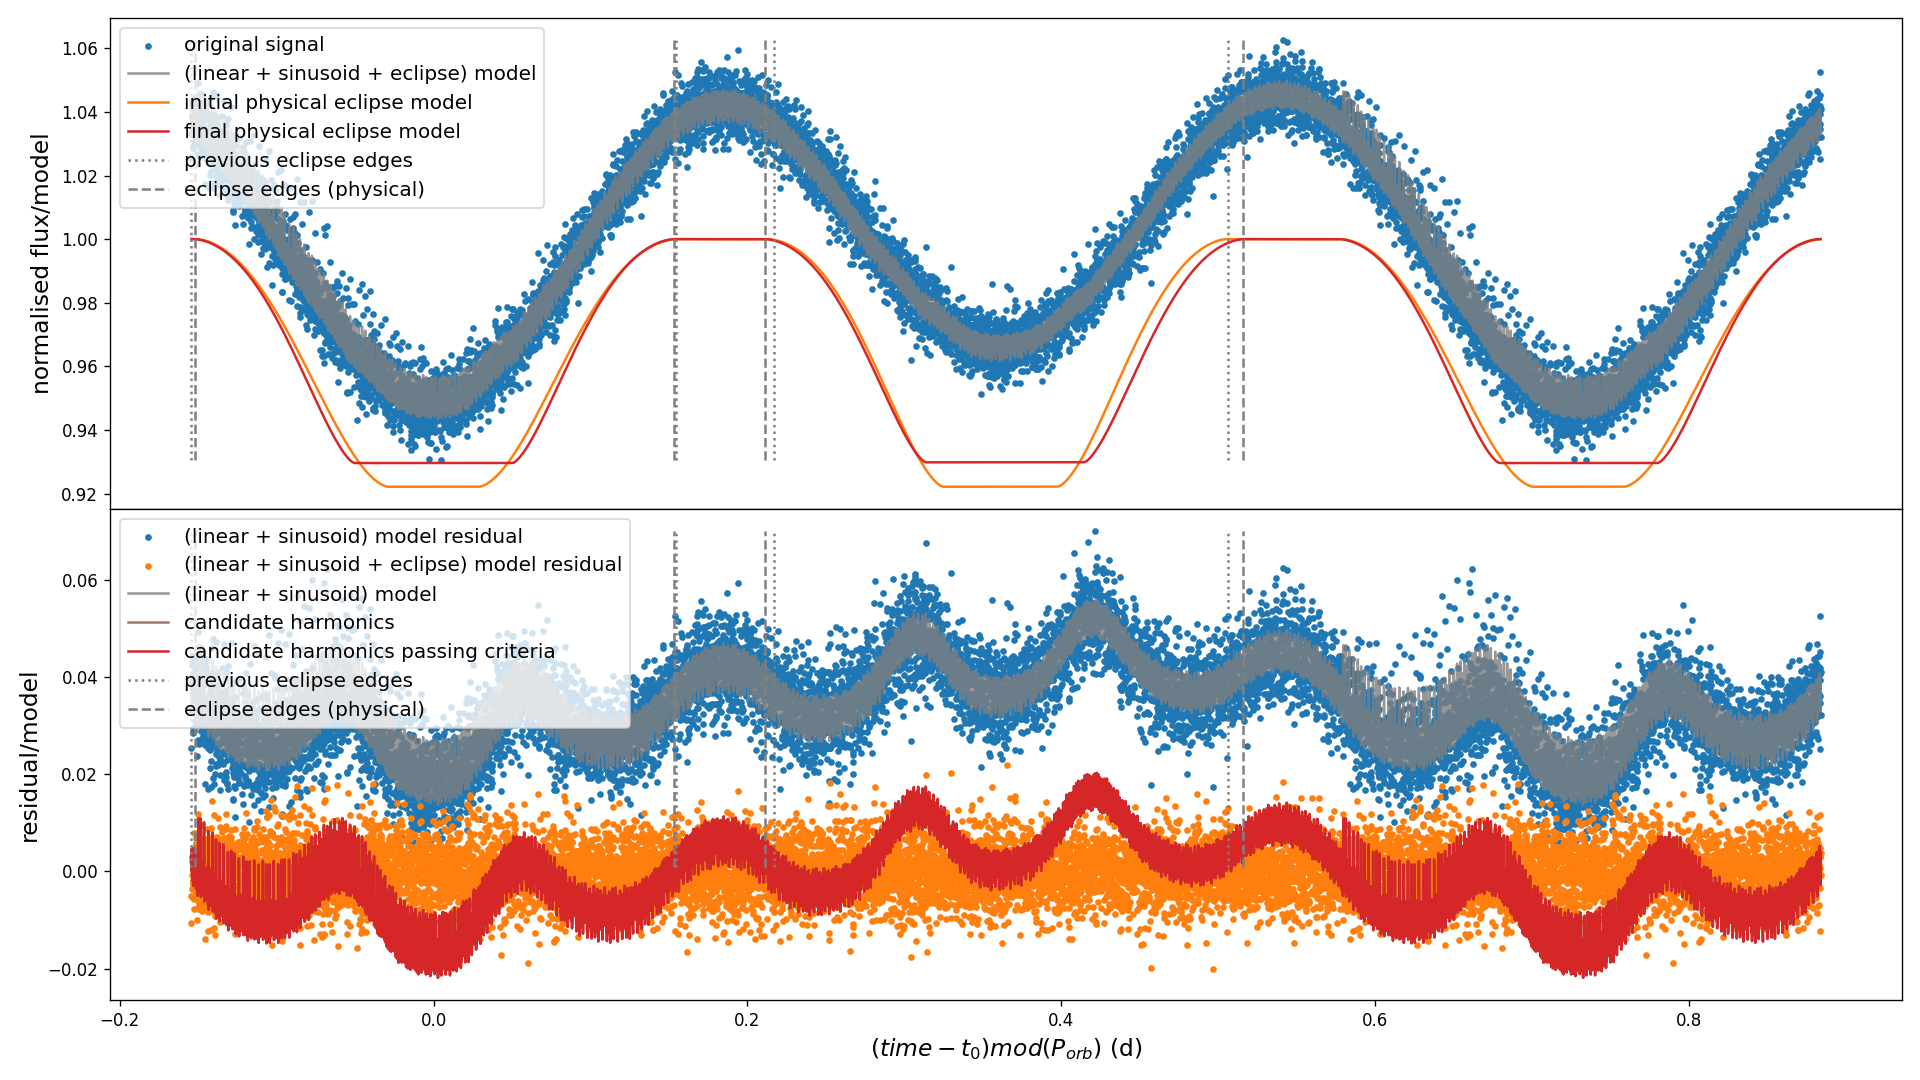 original signal
(linear + sinusoid + eclipse) model
initial physical eclipse model
final physical eclipse model
previous eclipse edges
eclipse edges (physical)
normalised flux/model
1.06
1.04
1.02
1.00
0.98
0.96
0.94
0.92
(linear + sinusoid) model residual
(linear + sinusoid + eclipse) model residual
(linear + sinusoid) model
candidate harmonics
candidate harmonics passing criteria
previous eclipse edges
eclipse edges (physical)
residual/model
0.06
0.04
0.02
0.00
−0.02
−0.2 0.0 0.2 0.4 0.6 0.8
(time − t₀)mod(Pₒᵣb) (d)